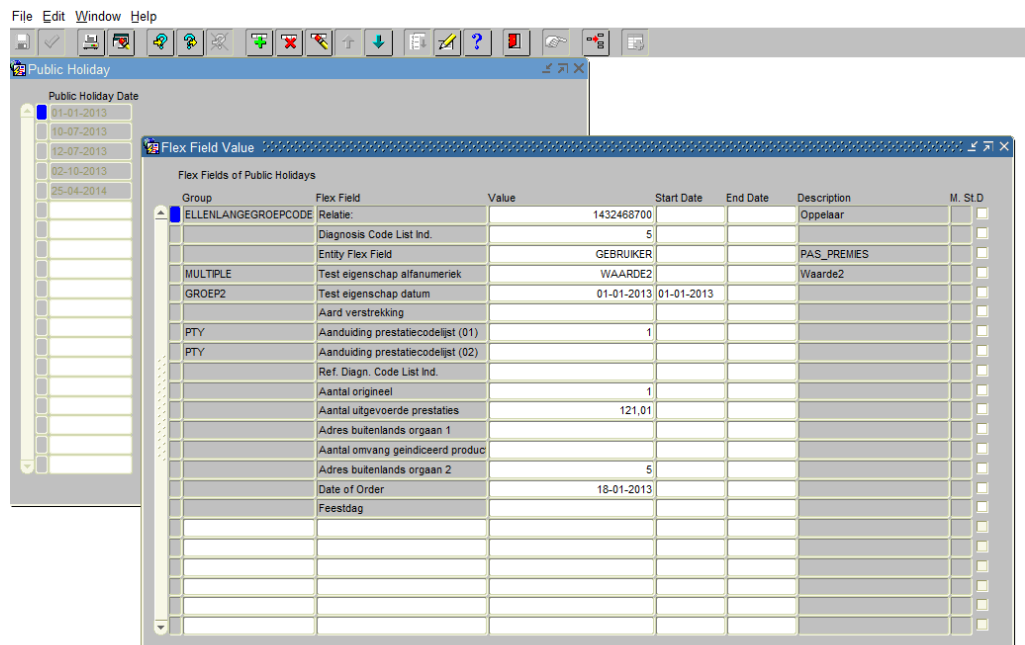 File Edit Window Help
Public Holiday
Public Holiday Date
01-01-2013
10-07-2013
12-07-2013
02-10-2013
25-04-2014
Flex Field Value
Flex Fields of Public Holidays
Group Flex Field Value Start Date End Date Description M. St.D
ELLENLANGEGROEPCODE Relatie: 1432468700 Oppelaar
Diagnosis Code List Ind. 5
Entity Flex Field GEBRUIKER PAS_PREMIES
MULTIPLE Test eigenschap alfanumeriek WAARDE2 Waarde2
GROEP2 Test eigenschap datum 01-01-2013 01-01-2013
Aard verstrekking
PTY Aanduiding prestatiecodelijst (01) 1
PTY Aanduiding prestatiecodelijst (02)
Ref. Diagn. Code List Ind.
Aantal origineel 1
Aantal uitgevoerde prestaties 121,01
Adres buitenlands orgaan 1
Aantal omvang geindiceerd produc
Adres buitenlands orgaan 2 5
Date of Order 18-01-2013
Feestdag